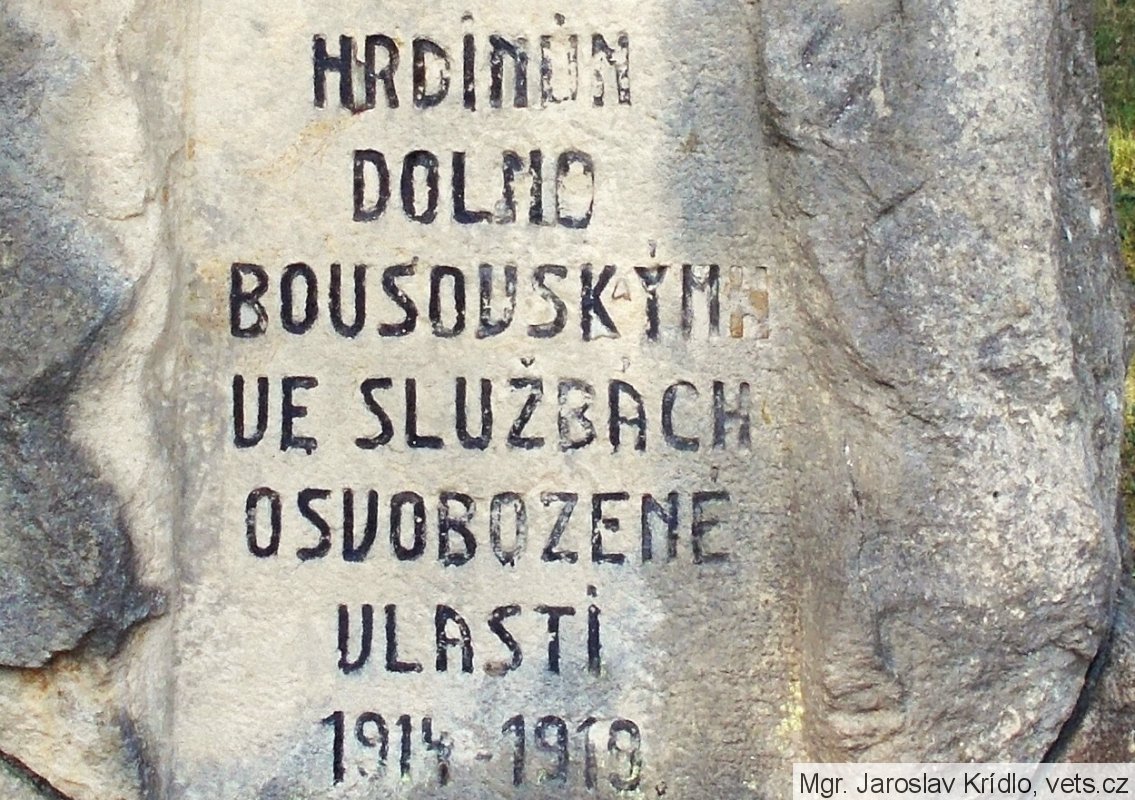 HRDINŮM
DOLNO
BOUSOVSKÝM
VE SLUŽBÁCH
OSVOBOZENÉ
VLASTI
1914-1919.
Mgr. Jaroslav Krídlo, vets.cz